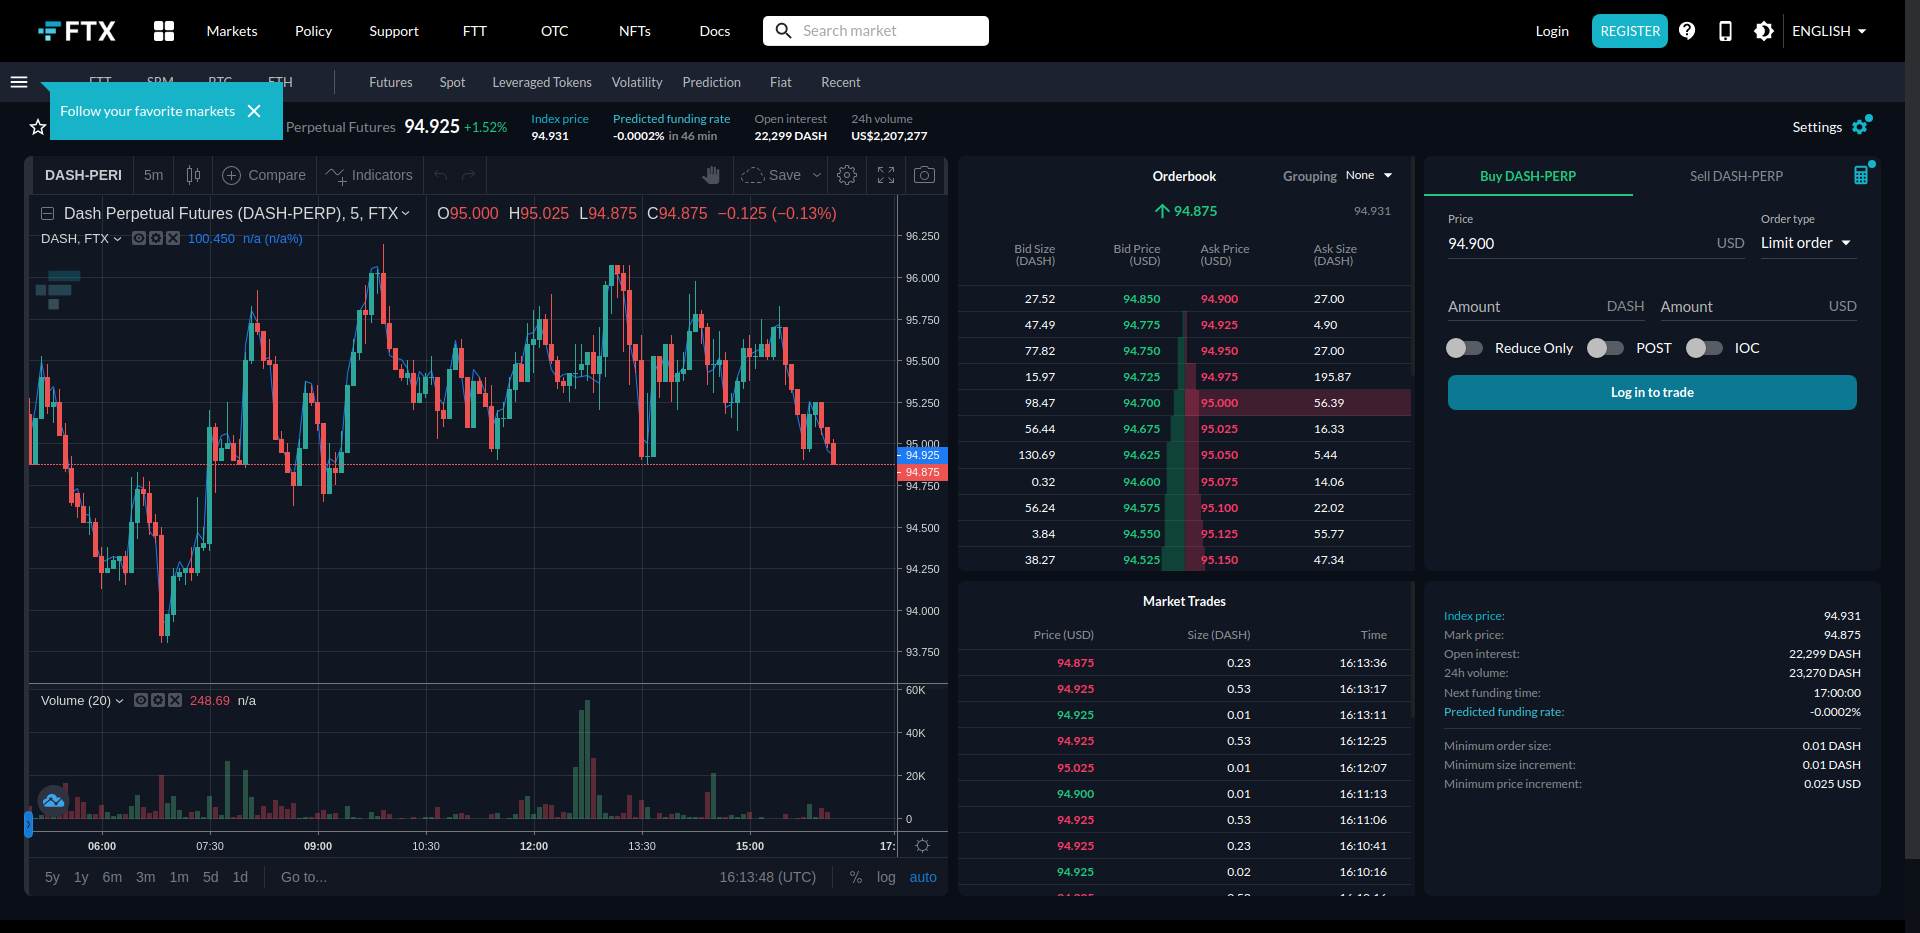 FTX Markets Policy Support FTT OTC NFTs Docs Search market Login REGISTER ENGLISH
Futures Spot Leveraged Tokens Volatility Prediction Fiat Recent
Follow your favorite markets
Perpetual Futures 94.925 +1.52%
Index price
94.931
Predicted funding rate
-0.0002% in 46 min
Open interest
22,299 DASH
24h volume
US$2,207,277
Settings
DASH-PERI 5m Compare Indicators Save
Dash Perpetual Futures (DASH-PERP), 5, FTX O95.000 H95.025 L94.875 C94.875 −0.125 (−0.13%)
DASH, FTX 100.450 n/a (n/a%)
96.250
96.000
95.750
95.500
95.250
95.000
94.925
94.875
94.750
94.500
94.250
94.000
93.750
Volume (20) 248.69 n/a
60K
40K
20K
0
06:00 07:30 09:00 10:30 12:00 13:30 15:00 17:
5y 1y 6m 3m 1m 5d 1d Go to... 16:13:48 (UTC) % log auto
Orderbook Grouping None
94.875 94.931
Bid Size (DASH) Bid Price (USD) Ask Price (USD) Ask Size (DASH)
27.52 94.850 94.900 27.00
47.49 94.775 94.925 4.90
77.82 94.750 94.950 27.00
15.97 94.725 94.975 195.87
98.47 94.700 95.000 56.39
56.44 94.675 95.025 16.33
130.69 94.625 95.050 5.44
0.32 94.600 95.075 14.06
56.24 94.575 95.100 22.02
3.84 94.550 95.125 55.77
38.27 94.525 95.150 47.34
Market Trades
Price (USD) Size (DASH) Time
94.875 0.23 16:13:36
94.925 0.53 16:13:17
94.925 0.01 16:13:11
94.925 0.53 16:12:25
95.025 0.01 16:12:07
94.900 0.01 16:11:13
94.925 0.53 16:11:06
94.925 0.23 16:10:41
94.925 0.02 16:10:16
Buy DASH-PERP Sell DASH-PERP
Price Order type
94.900 USD Limit order
Amount DASH Amount USD
Reduce Only POST IOC
Log in to trade
Index price: 94.931
Mark price: 94.875
Open interest: 22,299 DASH
24h volume: 23,270 DASH
Next funding time: 17:00:00
Predicted funding rate: -0.0002%
Minimum order size: 0.01 DASH
Minimum size increment: 0.01 DASH
Minimum price increment: 0.025 USD